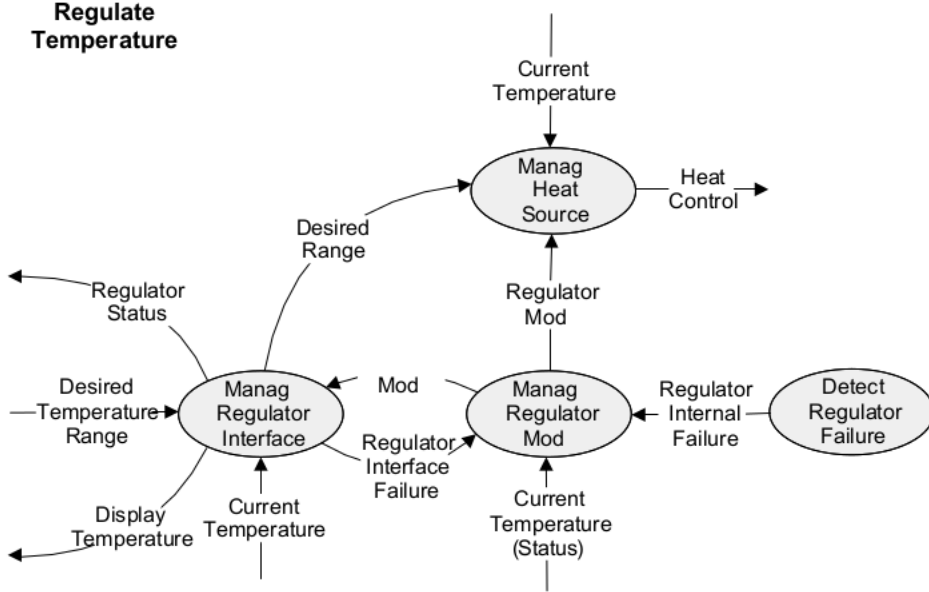 Regulate
Temperature
Current
Temperature
Manag
Heat
Source
Heat
Control
Desired
Range
Regulator
Status
Regulator
Mod
Desired
Temperature
Range
Manag
Regulator
Interface
Mod
Manag
Regulator
Mod
Regulator
Internal
Failure
Detect
Regulator
Failure
Regulator
Interface
Failure
Display
Temperature
Current
Temperature
Current
Temperature
(Status)